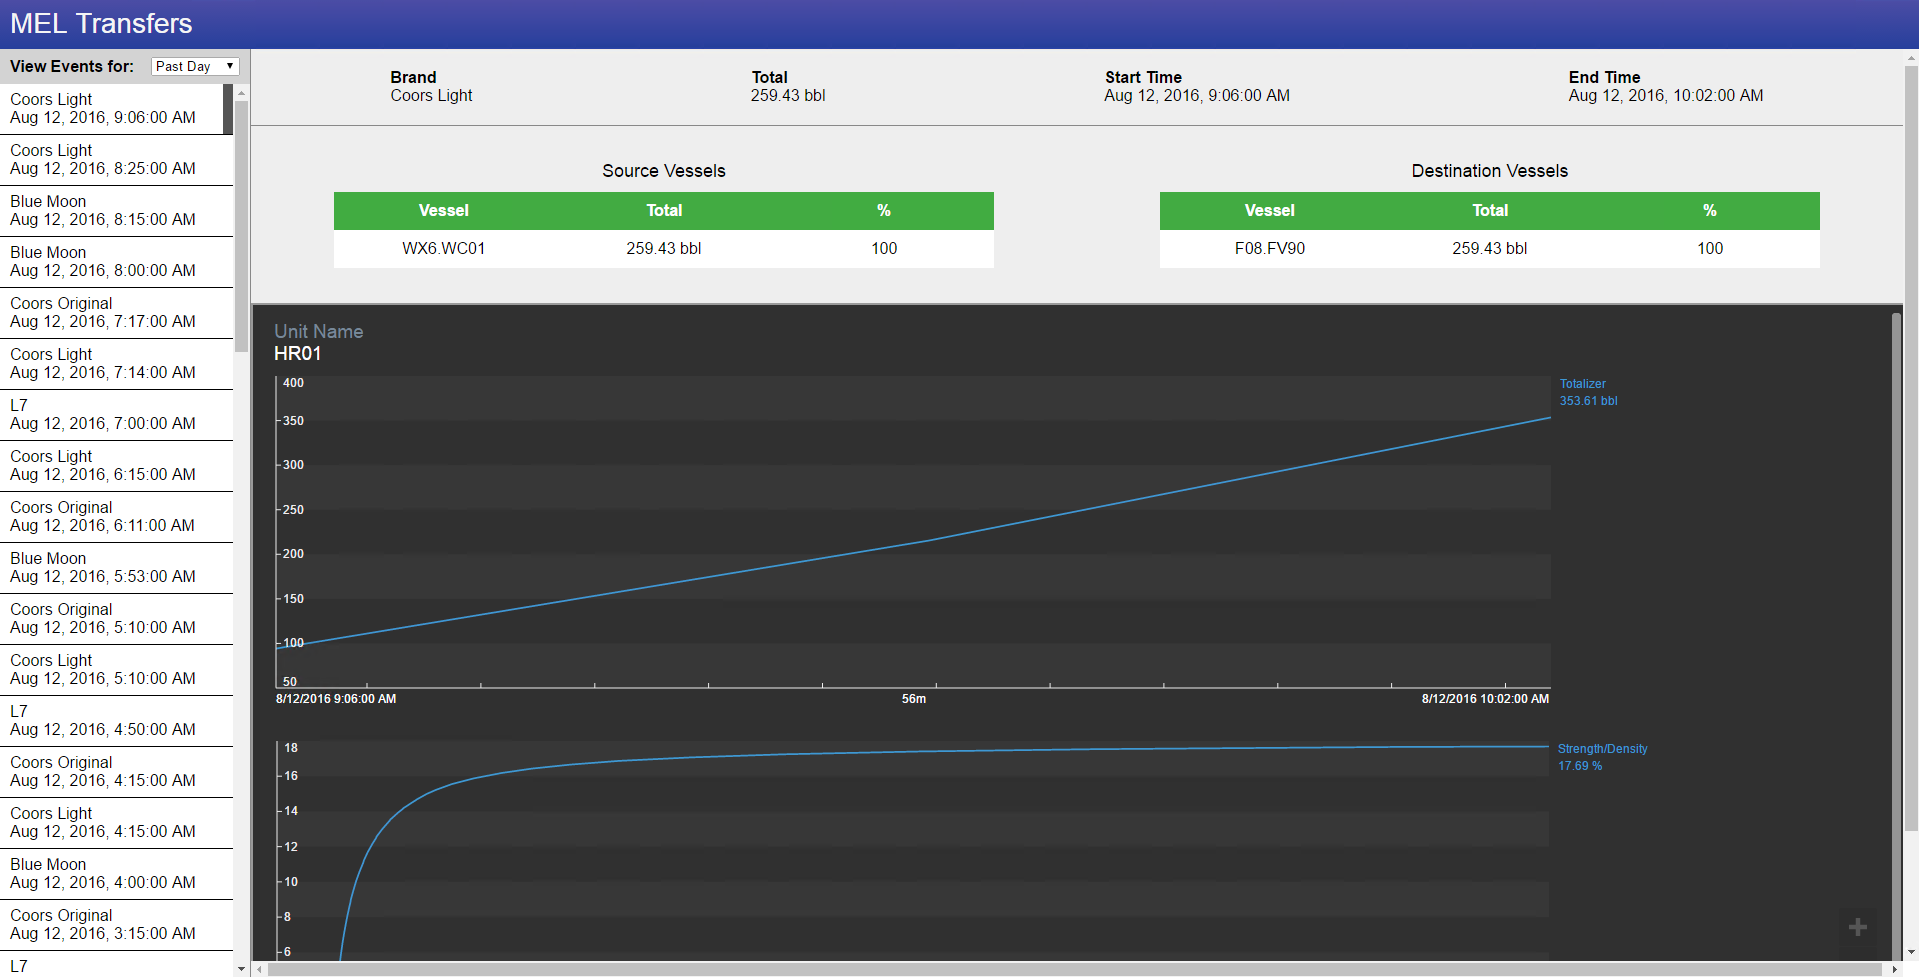 MEL Transfers
View Events for: Past Day
Coors Light
Aug 12, 2016, 9:06:00 AM
Coors Light
Aug 12, 2016, 8:25:00 AM
Blue Moon
Aug 12, 2016, 8:15:00 AM
Blue Moon
Aug 12, 2016, 8:00:00 AM
Coors Original
Aug 12, 2016, 7:17:00 AM
Coors Light
Aug 12, 2016, 7:14:00 AM
L7
Aug 12, 2016, 7:00:00 AM
Coors Light
Aug 12, 2016, 6:15:00 AM
Coors Original
Aug 12, 2016, 6:11:00 AM
Blue Moon
Aug 12, 2016, 5:53:00 AM
Coors Original
Aug 12, 2016, 5:10:00 AM
Coors Light
Aug 12, 2016, 5:10:00 AM
L7
Aug 12, 2016, 4:50:00 AM
Coors Original
Aug 12, 2016, 4:15:00 AM
Coors Light
Aug 12, 2016, 4:15:00 AM
Blue Moon
Aug 12, 2016, 4:00:00 AM
Coors Original
Aug 12, 2016, 3:15:00 AM
L7
Brand Total Start Time End Time
Coors Light 259.43 bbl Aug 12, 2016, 9:06:00 AM Aug 12, 2016, 10:02:00 AM
Source Vessels
Vessel Total %
WX6.WC01 259.43 bbl 100
Destination Vessels
Vessel Total %
F08.FV90 259.43 bbl 100
Unit Name
HR01
400
350
300
250
200
150
100
50
8/12/2016 9:06:00 AM 56m 8/12/2016 10:02:00 AM
Totalizer
353.61 bbl
18
16
14
12
10
8
6
Strength/Density
17.69 %